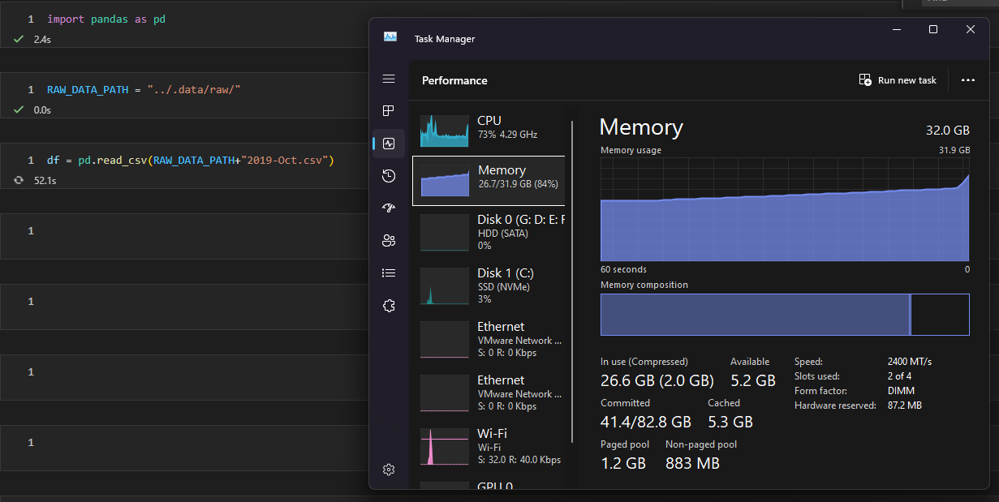 1 import pandas as pd
2.4s
1 RAW_DATA_PATH = "../.data/raw/"
0.0s
1 df = pd.read_csv(RAW_DATA_PATH+"2019-Oct.csv")
52.1s
1
1
1
1
Task Manager
Performance
Run new task
CPU
73% 4.29 GHz
Memory
26.7/31.9 GB (84%)
Disk 0 (G: D: E: F
HDD (SATA)
0%
Disk 1 (C:)
SSD (NVMe)
3%
Ethernet
VMware Network ...
S: 0 R: 0 Kbps
Ethernet
VMware Network ...
S: 0 R: 0 Kbps
Wi-Fi
Wi-Fi
S: 32.0 R: 40.0 Kbps
GPU 0
Memory
32.0 GB
Memory usage
31.9 GB
60 seconds
0
Memory composition
In use (Compressed)
26.6 GB (2.0 GB)
Available
5.2 GB
Committed
41.4/82.8 GB
Cached
5.3 GB
Paged pool
1.2 GB
Non-paged pool
883 MB
Speed: 2400 MT/s
Slots used: 2 of 4
Form factor: DIMM
Hardware reserved: 87.2 MB